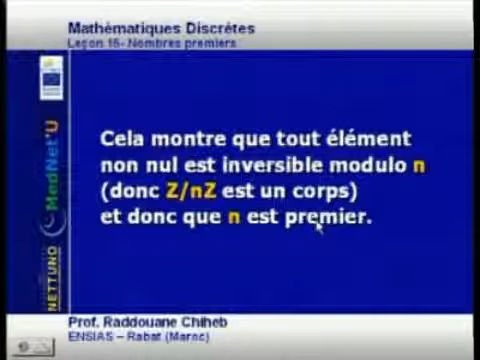 Mathématiques Discrétes
Leçon 15- Nombres premiers
Cela montre que tout élément
non nul est inversible modulo n
(donc Z/nZ est un corps)
et donc que n est premier.
NETTUNO MedNet'U
Prof. Raddouane Chiheb
ENSIAS – Rabat (Maroc)